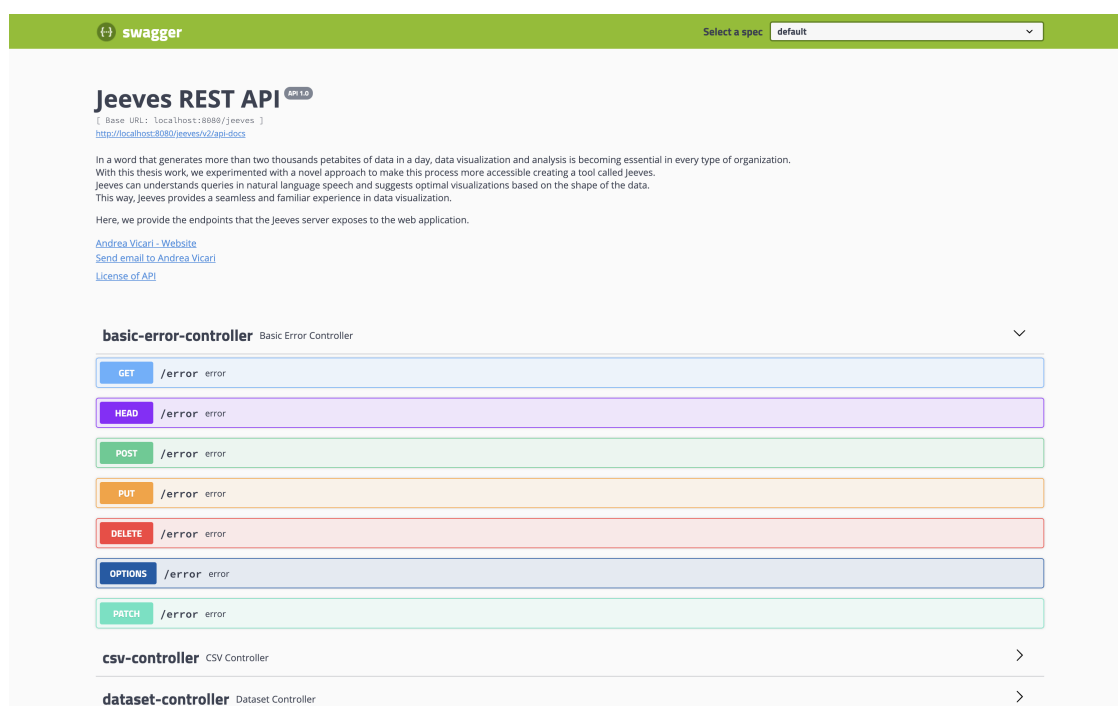 swagger
Select a spec default
Jeeves REST API API 1.0
[ Base URL: localhost:8080/jeeves ]
http://localhost:8080/jeeves/v2/api-docs
In a word that generates more than two thousands petabites of data in a day, data visualization and analysis is becoming essential in every type of organization.
With this thesis work, we experimented with a novel approach to make this process more accessible creating a tool called Jeeves.
Jeeves can understands queries in natural language speech and suggests optimal visualizations based on the shape of the data.
This way, Jeeves provides a seamless and familiar experience in data visualization.
Here, we provide the endpoints that the Jeeves server exposes to the web application.
Andrea Vicari - Website
Send email to Andrea Vicari
License of API
basic-error-controller Basic Error Controller
GET /error error
HEAD /error error
POST /error error
PUT /error error
DELETE /error error
OPTIONS /error error
PATCH /error error
csv-controller CSV Controller
dataset-controller Dataset Controller